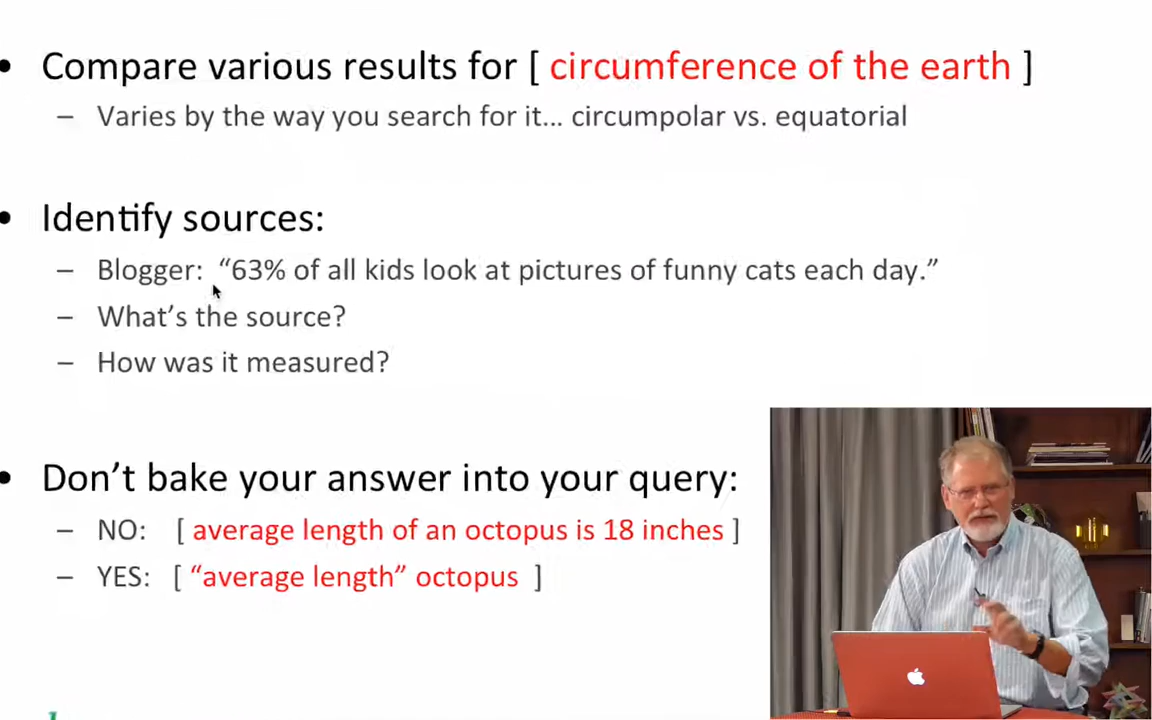 • Compare various results for [ circumference of the earth ]
– Varies by the way you search for it... circumpolar vs. equatorial
• Identify sources:
– Blogger: “63% of all kids look at pictures of funny cats each day.”
– What’s the source?
– How was it measured?
• Don’t bake your answer into your query:
– NO: [ average length of an octopus is 18 inches ]
– YES: [ “average length” octopus ]